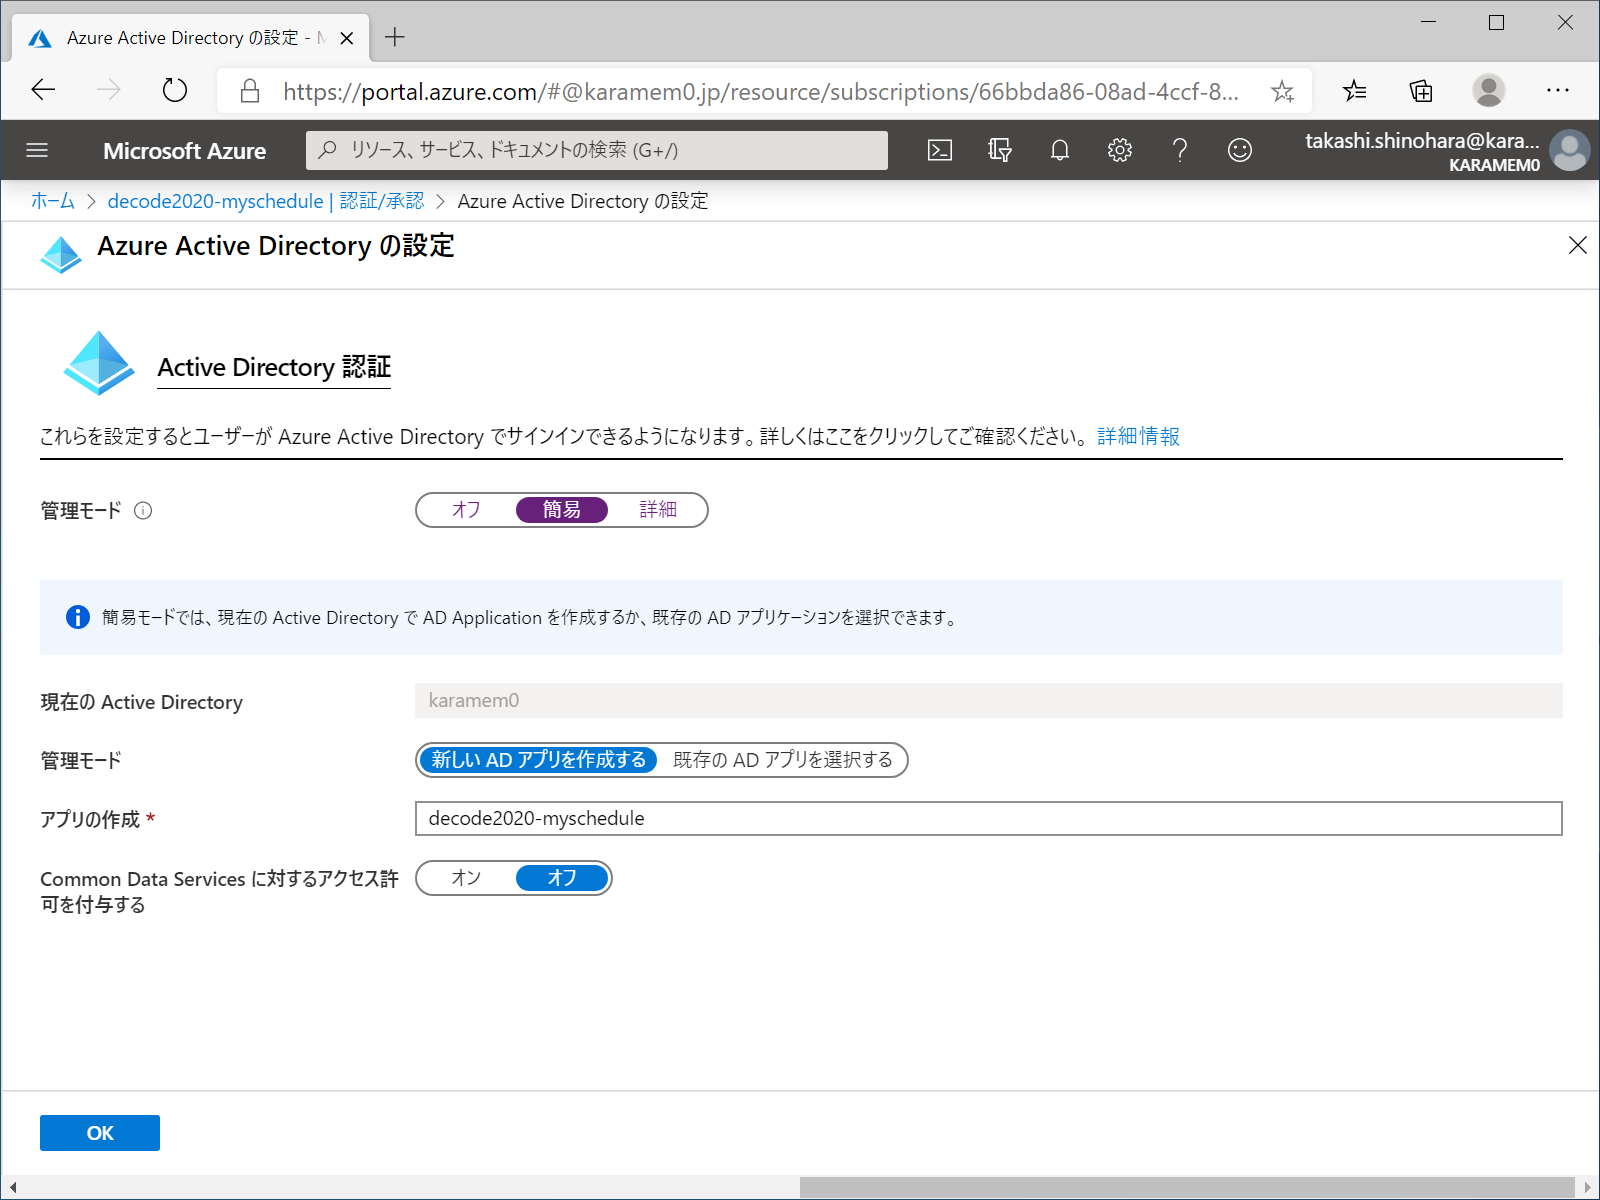 Azure Active Directory の設定 -
https://portal.azure.com/#@karamem0.jp/resource/subscriptions/66bbda86-08ad-4ccf-8...
Microsoft Azure
リソース、サービス、ドキュメントの検索 (G+/)
takashi.shinohara@kara...
KARAMEM0
ホーム > decode2020-myschedule | 認証/承認 > Azure Active Directory の設定
Azure Active Directory の設定
Active Directory 認証
これらを設定するとユーザーが Azure Active Directory でサインインできるようになります。詳しくはここをクリックしてご確認ください。 詳細情報
管理モード
オフ 簡易 詳細
簡易モードでは、現在の Active Directory で AD Application を作成するか、既存の AD アプリケーションを選択できます。
現在の Active Directory
karamem0
管理モード
新しい AD アプリを作成する 既存の AD アプリを選択する
アプリの作成 *
decode2020-myschedule
Common Data Services に対するアクセス許
可を付与する
オン オフ
OK